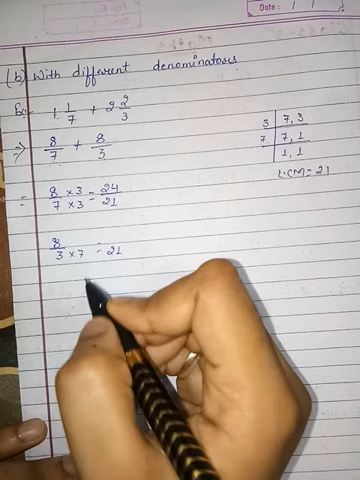 Date:
(b) With different denominators
Ex:- 1 1/7 + 2 2/3
⇒ 8/7 + 8/3
3 | 7, 3
7 | 7, 1
1, 1
L.C.M = 21
= 8/7 ×3/×3 = 24/21
8/3 ×7 = 21